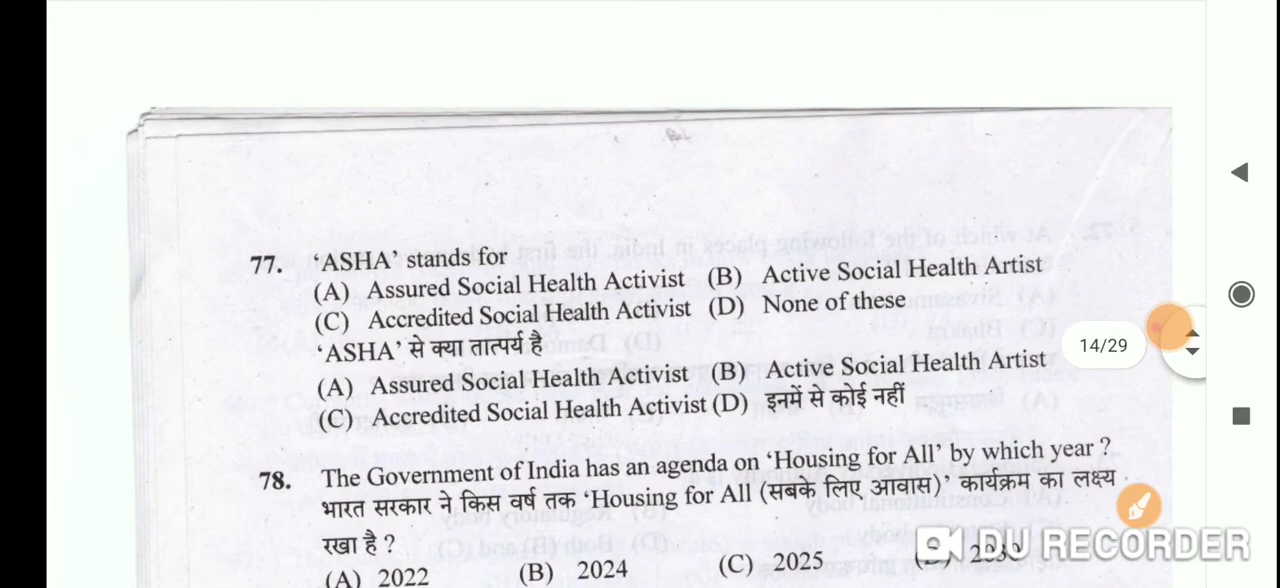 77. 'ASHA' stands for
(A) Assured Social Health Activist (B) Active Social Health Artist
(C) Accredited Social Health Activist (D) None of these
'ASHA' से क्या तात्पर्य है
(A) Assured Social Health Activist (B) Active Social Health Artist
(C) Accredited Social Health Activist (D) इनमें से कोई नहीं
14/29
78. The Government of India has an agenda on 'Housing for All' by which year ?
भारत सरकार ने किस वर्ष तक 'Housing for All (सबके लिए आवास)' कार्यक्रम का लक्ष्य
रखा है ?
(A) 2022 (B) 2024 (C) 2025
DU RECORDER